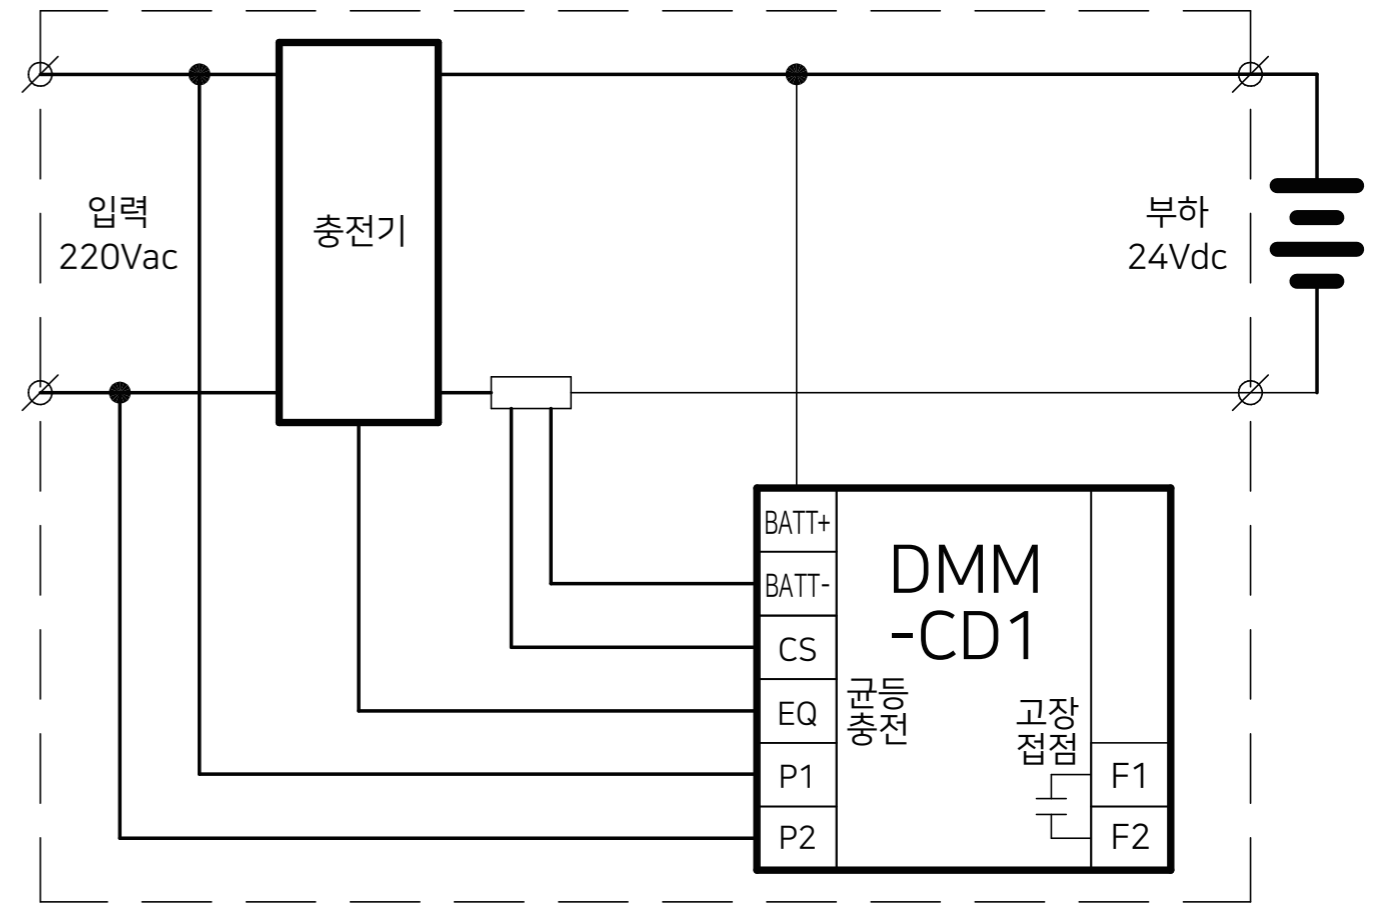 입력
220Vac
충전기
부하
24Vdc
BATT+
BATT-
CS
EQ
P1
P2
DMM
-CD1
균등
충전
고장
접점
F1
F2